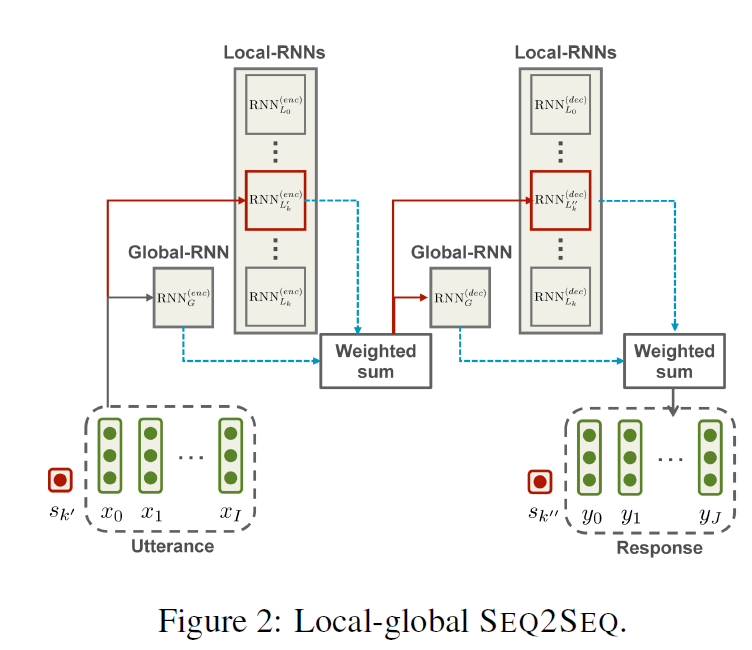 Local-RNNs
Local-RNNs
RNN_{L_0}^{(enc)}
RNN_{L_0}^{(dec)}
RNN_{L'_k}^{(enc)}
RNN_{L''_k}^{(dec)}
Global-RNN
Global-RNN
RNN_G^{(enc)}
RNN_{L_k}^{(enc)}
RNN_G^{(dec)}
RNN_{L_k}^{(dec)}
Weighted
sum
Weighted
sum
s_{k'} x_0 x_1 ... x_I
Utterance
s_{k''} y_0 y_1 ... y_J
Response
Figure 2: Local-global SEQ2SEQ.